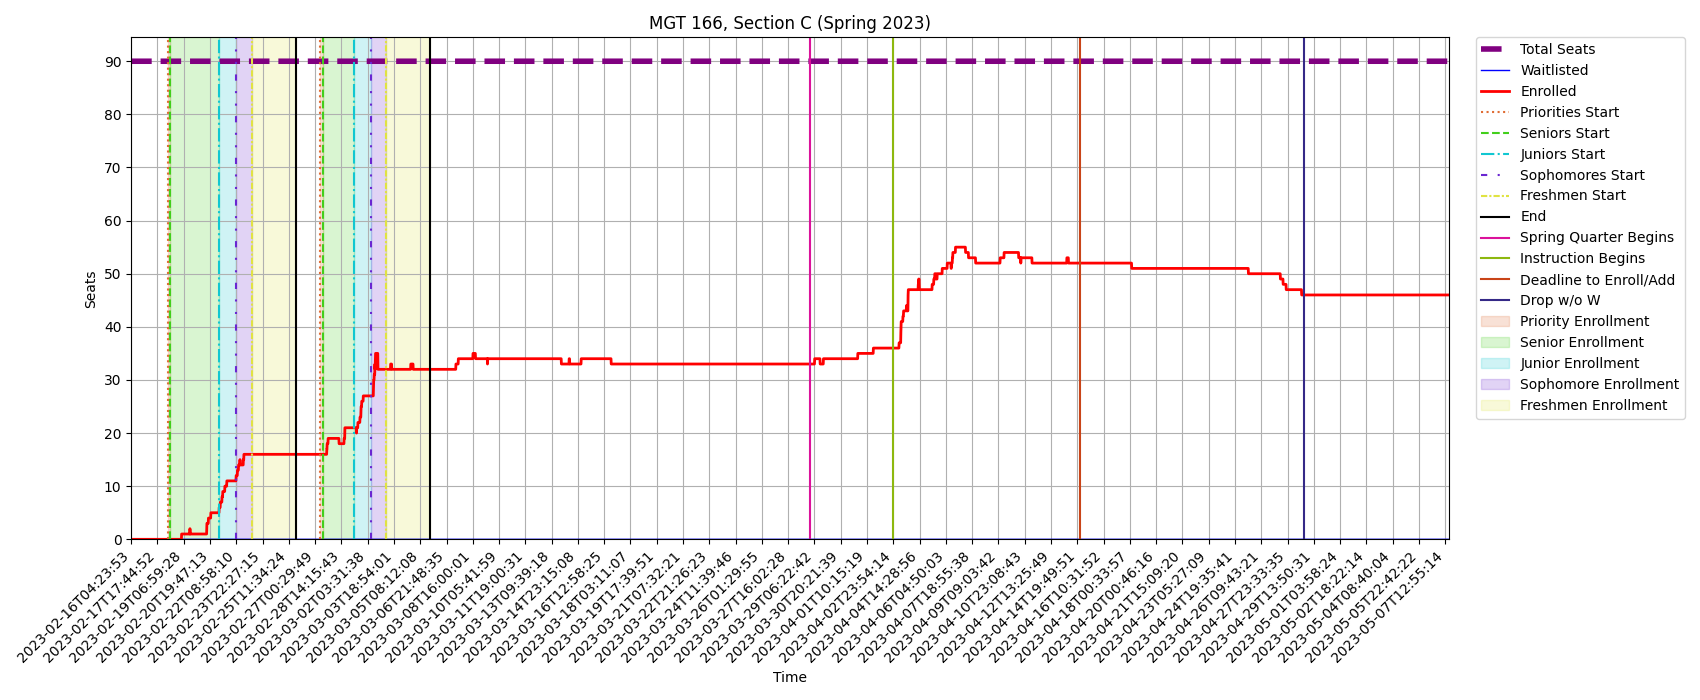 MGT 166, Section C (Spring 2023)
Seats
90
80
70
60
50
40
30
20
10
0
2023-02-16T04:23:53
2023-02-17T17:44:52
2023-02-19T06:59:28
2023-02-20T19:47:13
2023-02-22T08:58:10
2023-02-23T22:27:15
2023-02-25T11:34:24
2023-02-27T00:29:49
2023-02-28T14:15:43
2023-03-02T03:31:38
2023-03-03T18:54:01
2023-03-05T08:12:08
2023-03-06T21:48:35
2023-03-08T16:00:01
2023-03-10T05:41:59
2023-03-11T19:00:31
2023-03-13T09:39:18
2023-03-14T23:15:08
2023-03-16T12:58:25
2023-03-18T03:11:07
2023-03-19T17:39:51
2023-03-21T07:32:21
2023-03-22T21:26:23
2023-03-24T11:39:46
2023-03-26T01:29:55
2023-03-27T16:02:28
2023-03-29T06:22:42
2023-03-30T20:21:39
2023-04-01T10:15:19
2023-04-02T23:54:14
2023-04-04T14:28:56
2023-04-06T04:50:03
2023-04-07T18:55:38
2023-04-09T09:03:42
2023-04-10T23:08:43
2023-04-12T13:25:49
2023-04-14T19:49:51
2023-04-16T10:31:52
2023-04-18T00:33:57
2023-04-20T00:46:16
2023-04-21T15:09:20
2023-04-23T05:27:09
2023-04-24T19:35:41
2023-04-26T09:43:21
2023-04-27T23:33:35
2023-04-29T13:50:31
2023-05-01T03:58:24
2023-05-02T18:22:14
2023-05-04T08:40:04
2023-05-05T22:42:22
2023-05-07T12:55:14
Time
Total Seats
Waitlisted
Enrolled
Priorities Start
Seniors Start
Juniors Start
Sophomores Start
Freshmen Start
End
Spring Quarter Begins
Instruction Begins
Deadline to Enroll/Add
Drop w/o W
Priority Enrollment
Senior Enrollment
Junior Enrollment
Sophomore Enrollment
Freshmen Enrollment